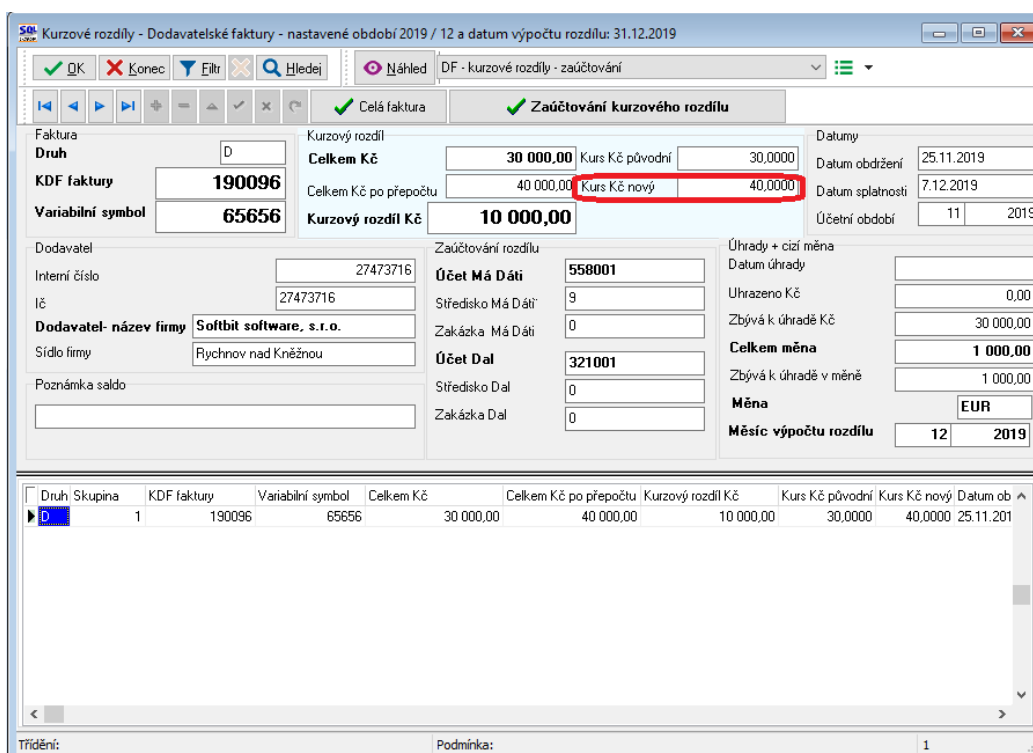 SQL Kurzové rozdíly - Dodavatelské faktury - nastavené období 2019 / 12 a datum výpočtu rozdílu: 31.12.2019
OK Konec Filtr Hledej Náhled DF - kurzové rozdíly - zaúčtování
Celá faktura Zaúčtování kurzového rozdílu
Faktura
Druh D
KDF faktury 190096
Variabilní symbol 65656
Kurzový rozdíl
Celkem Kč 30 000,00 Kurs Kč původní 30,0000
Celkem Kč po přepočtu 40 000,00 Kurs Kč nový 40,0000
Kurzový rozdíl Kč 10 000,00
Datumy
Datum obdržení 25.11.2019
Datum splatnosti 7.12.2019
Účetní období 11 2019
Dodavatel
Interní číslo 27473716
Ič 27473716
Dodavatel- název firmy Softbit software, s.r.o.
Sídlo firmy Rychnov nad Kněžnou
Poznámka saldo
Zaúčtování rozdílu
Účet Má Dáti 558001
Středisko Má Dáti 9
Zakázka Má Dáti 0
Účet Dal 321001
Středisko Dal 0
Zakázka Dal 0
Úhrady + cizí měna
Datum úhrady
Uhrazeno Kč 0,00
Zbývá k úhradě Kč 30 000,00
Celkem měna 1 000,00
Zbývá k úhradě v měně 1 000,00
Měna EUR
Měsíc výpočtu rozdílu 12 2019
Druh Skupina KDF faktury Variabilní symbol Celkem Kč Celkem Kč po přepočtu Kurzový rozdíl Kč Kurs Kč původní Kurs Kč nový Datum ob
D 1 190096 65656 30 000,00 40 000,00 10 000,00 30,0000 40,0000 25.11.201
Třídění: Podmínka: 1